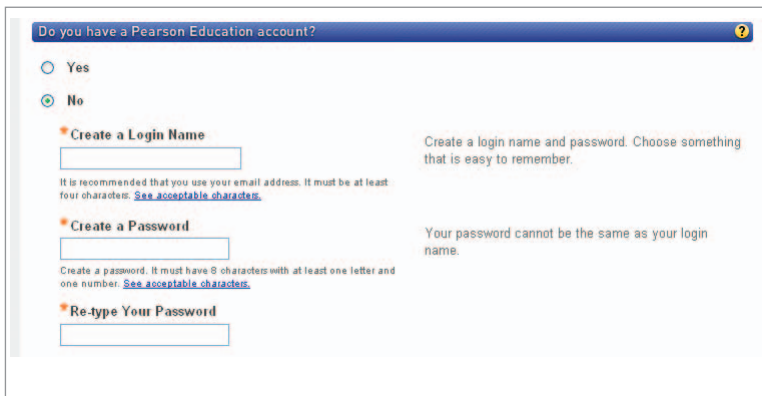 Do you have a Pearson Education account?
?
Yes
No
*Create a Login Name
Create a login name and password. Choose something
that is easy to remember.
It is recommended that you use your email address. It must be at least
four characters. See acceptable characters.
*Create a Password
Your password cannot be the same as your login
name.
Create a password. It must have 8 characters with at least one letter and
one number. See acceptable characters.
*Re-type Your Password